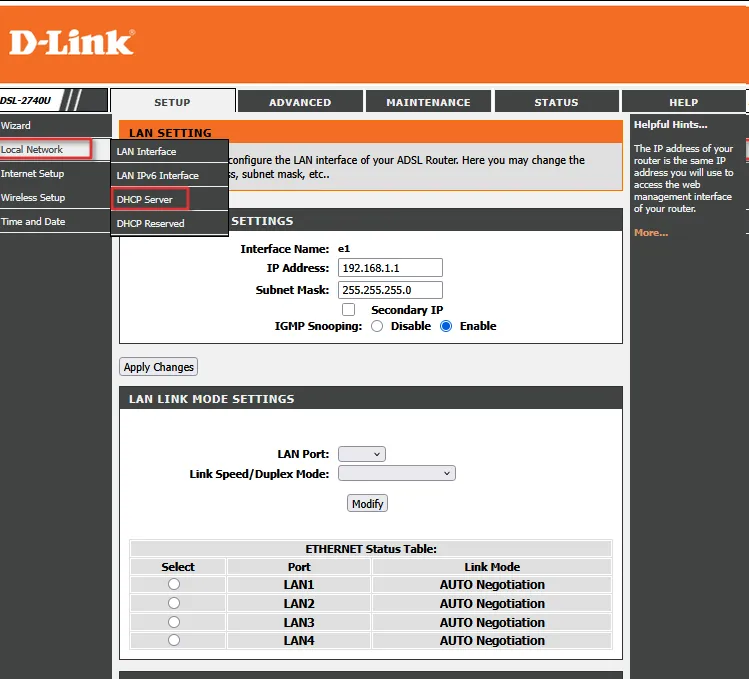 D-Link
DSL-2740U
SETUP
ADVANCED
MAINTENANCE
STATUS
HELP
Wizard
Local Network
Internet Setup
Wireless Setup
Time and Date
LAN Interface
LAN IPv6 Interface
DHCP Server
DHCP Reserved
LAN SETTING
configure the LAN interface of your ADSL Router. Here you may change the
s, subnet mask, etc..
SETTINGS
Interface Name: e1
IP Address: 192.168.1.1
Subnet Mask: 255.255.255.0
Secondary IP
IGMP Snooping: Disable Enable
Apply Changes
LAN LINK MODE SETTINGS
LAN Port:
Link Speed/Duplex Mode:
Modify
ETHERNET Status Table:
Select Port Link Mode
LAN1 AUTO Negotiation
LAN2 AUTO Negotiation
LAN3 AUTO Negotiation
LAN4 AUTO Negotiation
Helpful Hints...
The IP address of your
router is the same IP
address you will use to
access the web
management interface
of your router.
More...